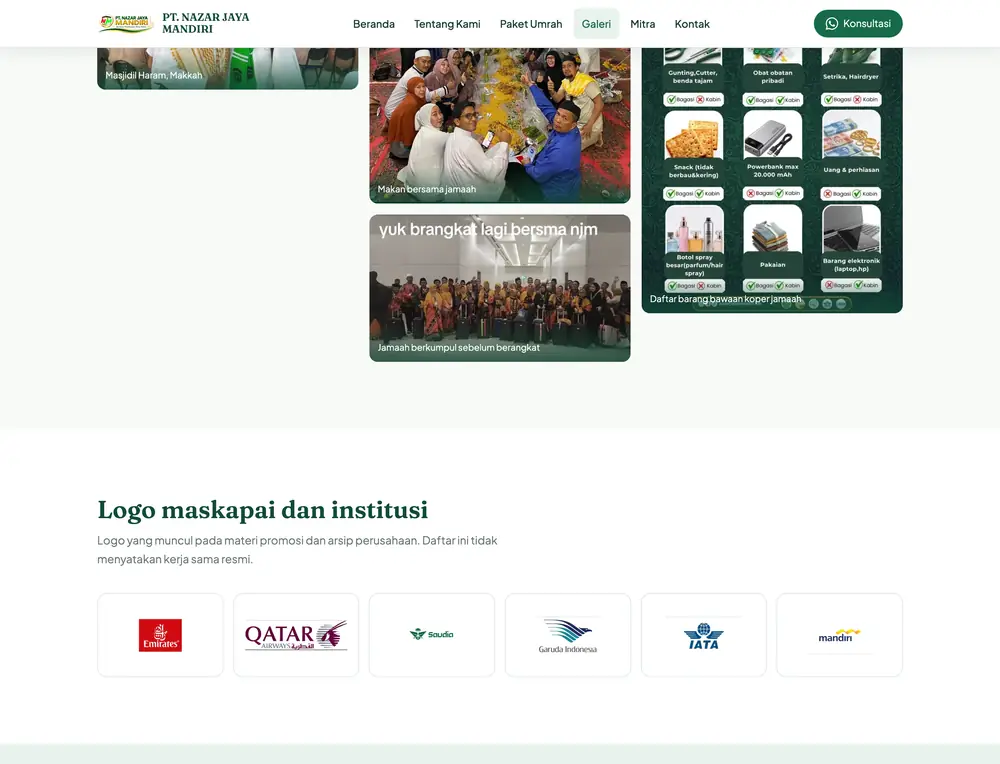 PT. NAZAR JAYA
MANDIRI
PT. NAZAR JAYA
MANDIRI
Beranda
Tentang Kami
Paket Umrah
Galeri
Mitra
Kontak
Konsultasi
Masjidil Haram, Makkah
Makan bersama jamaah
yuk brangkat lagi bersma njm
Jamaah berkumpul sebelum berangkat
Gunting,Cutter,
benda tajam
Obat obatan
pribadi
Setrika, Hairdryer
Bagasi Kabin
Bagasi Kabin
Bagasi Kabin
Snack (tidak
berbau&kering)
Powerbank max
20.000 mAh
Uang & perhiasan
Bagasi Kabin
Bagasi Kabin
Bagasi Kabin
Botol spray
besar(parfum/hair
spray)
Pakaian
Barang elektronik
(laptop,hp)
Bagasi Kabin
Bagasi Kabin
Bagasi Kabin
Daftar barang bawaan koper jamaah
Logo maskapai dan institusi
Logo yang muncul pada materi promosi dan arsip perusahaan. Daftar ini tidak
menyatakan kerja sama resmi.
Emirates
QATAR
AIRWAYS القطرية
Saudia
Garuda Indonesia
IATA
mandiri